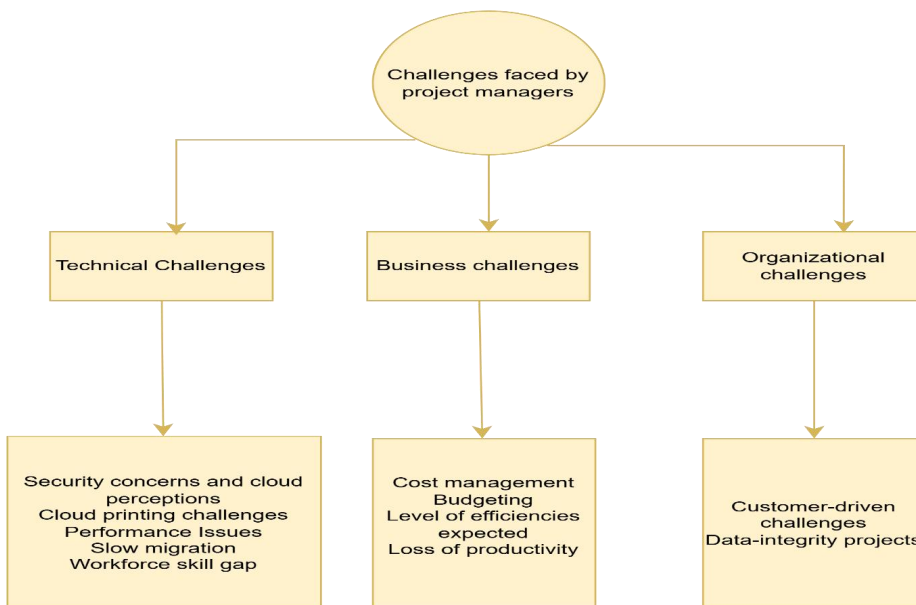 Challenges faced by
project managers
Technical Challenges
Business challenges
Organizational
challenges
Security concerns and cloud
perceptions
Cloud printing challenges
Performance Issues
Slow migration
Workforce skill gap
Cost management
Budgeting
Level of efficiencies
expected
Loss of productivity
Customer-driven
challenges
Data-integrity projects